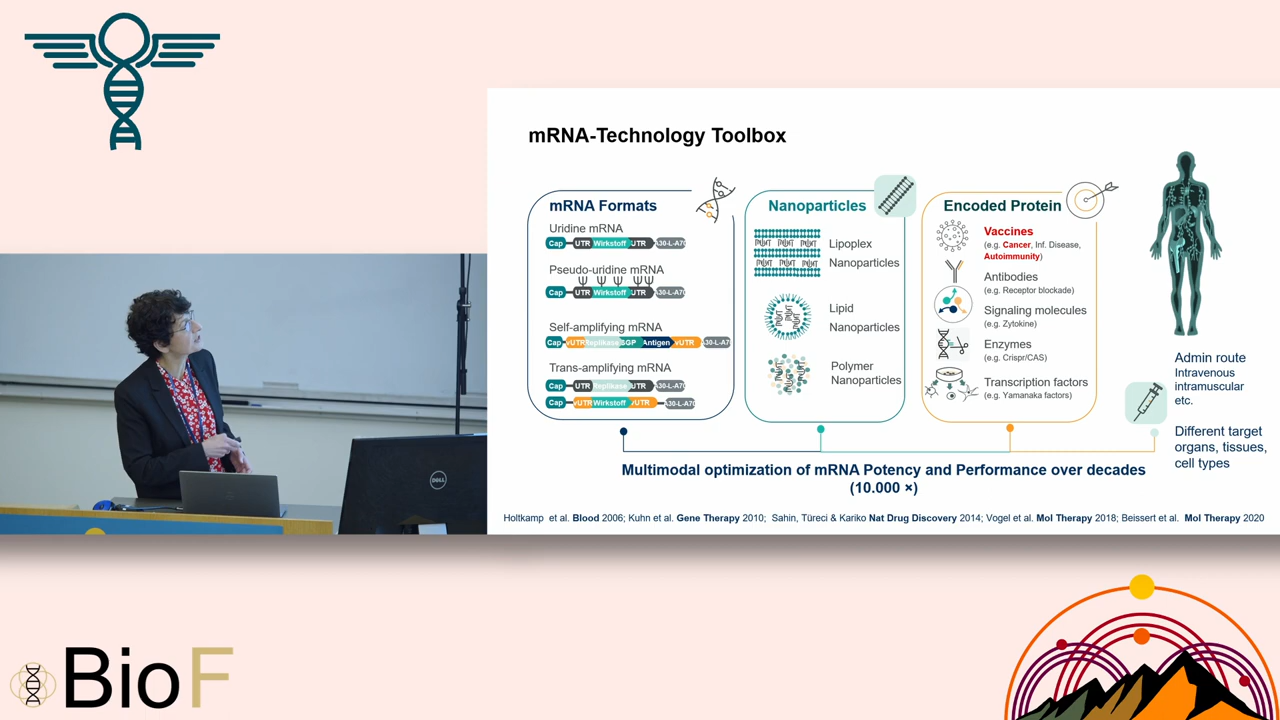 mRNA-Technology Toolbox
mRNA Formats
Uridine mRNA
Cap UTR Wirkstoff UTR A30-L-A70
Pseudo-uridine mRNA
Cap UTR Wirkstoff UTR A30-L-A70
Self-amplifying mRNA
Cap vUTR Replikase SGP Antigen vUTR A30-L-A70
Trans-amplifying mRNA
Cap UTR Replikase UTR A30-L-A70
Cap vUTR Wirkstoff vUTR A30-L-A70
Nanoparticles
Lipoplex
Nanoparticles
Lipid
Nanoparticles
Polymer
Nanoparticles
Encoded Protein
Vaccines
(e.g. Cancer, Inf. Disease,
Autoimmunity)
Antibodies
(e.g. Receptor blockade)
Signaling molecules
(e.g. Zytokine)
Enzymes
(e.g. Crispr/CAS)
Transcription factors
(e.g. Yamanaka factors)
Admin route
Intravenous
intramuscular
etc.
Different target
organs, tissues,
cell types
Multimodal optimization of mRNA Potency and Performance over decades
(10.000 ×)
Holtkamp et al. Blood 2006; Kuhn et al. Gene Therapy 2010; Sahin, Türeci & Kariko Nat Drug Discovery 2014; Vogel et al. Mol Therapy 2018; Beissert et al. Mol Therapy 2020
DELL
BioF